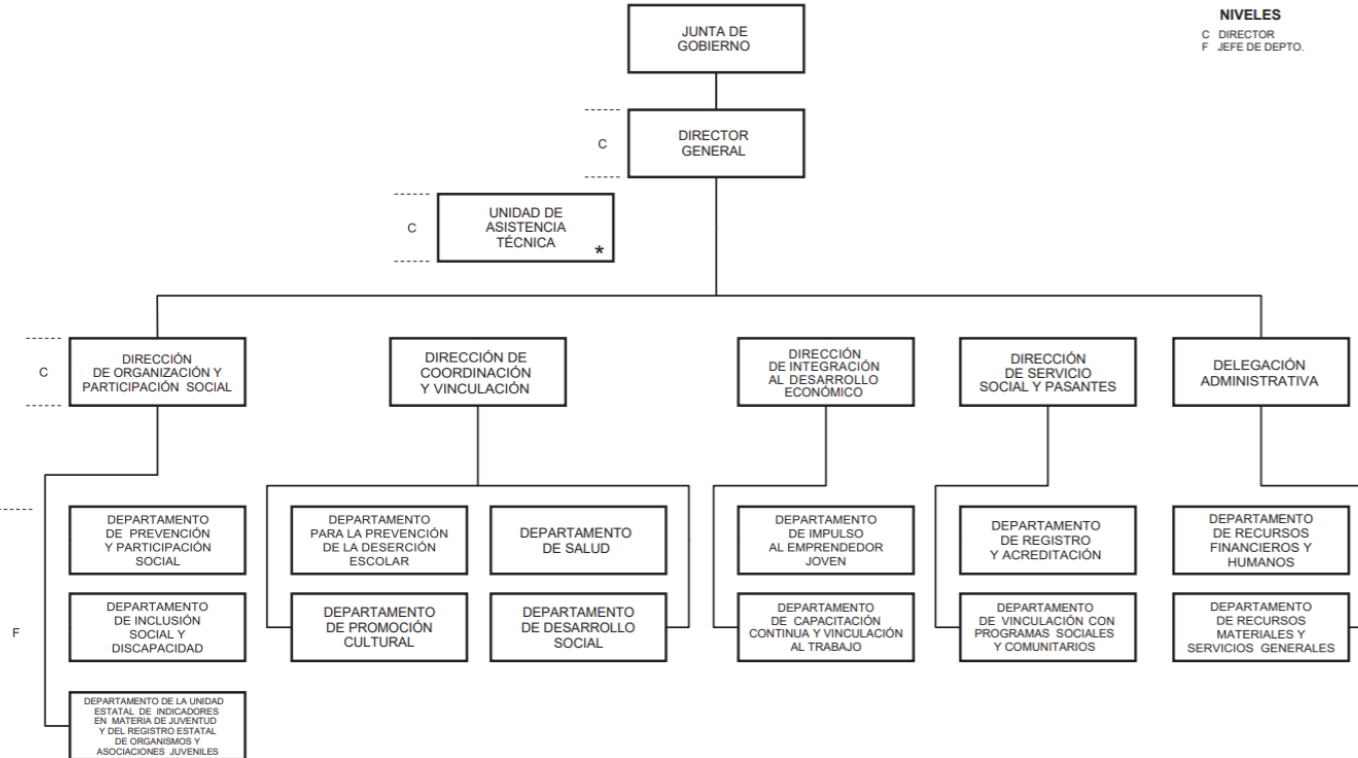 JUNTA DE
GOBIERNO
NIVELES
C DIRECTOR
F JEFE DE DEPTO.
C
DIRECTOR
GENERAL
C
UNIDAD DE
ASISTENCIA
TÉCNICA
*
C
DIRECCIÓN
DE ORGANIZACIÓN Y
PARTICIPACIÓN SOCIAL
DIRECCIÓN DE
COORDINACIÓN
Y VINCULACIÓN
DIRECCIÓN
DE INTEGRACIÓN
AL DESARROLLO
ECONÓMICO
DIRECCIÓN
DE SERVICIO
SOCIAL Y PASANTES
DELEGACIÓN
ADMINISTRATIVA
DEPARTAMENTO
DE PREVENCIÓN
Y PARTICIPACIÓN
SOCIAL
DEPARTAMENTO
PARA LA PREVENCIÓN
DE LA DESERCIÓN
ESCOLAR
DEPARTAMENTO
DE SALUD
DEPARTAMENTO
DE IMPULSO
AL EMPRENDEDOR
JOVEN
DEPARTAMENTO
DE REGISTRO
Y ACREDITACIÓN
DEPARTAMENTO
DE RECURSOS
FINANCIEROS Y
HUMANOS
F
DEPARTAMENTO
DE INCLUSIÓN
SOCIAL Y
DISCAPACIDAD
DEPARTAMENTO
DE PROMOCIÓN
CULTURAL
DEPARTAMENTO
DE DESARROLLO
SOCIAL
DEPARTAMENTO
DE CAPACITACIÓN
CONTINUA Y VINCULACIÓN
AL TRABAJO
DEPARTAMENTO
DE VINCULACIÓN CON
PROGRAMAS SOCIALES
Y COMUNITARIOS
DEPARTAMENTO
DE RECURSOS
MATERIALES Y
SERVICIOS GENERALES
DEPARTAMENTO DE LA UNIDAD
ESTATAL DE INDICADORES
EN MATERIA DE JUVENTUD
Y DEL REGISTRO ESTATAL
DE ORGANISMOS Y
ASOCIACIONES JUVENILES